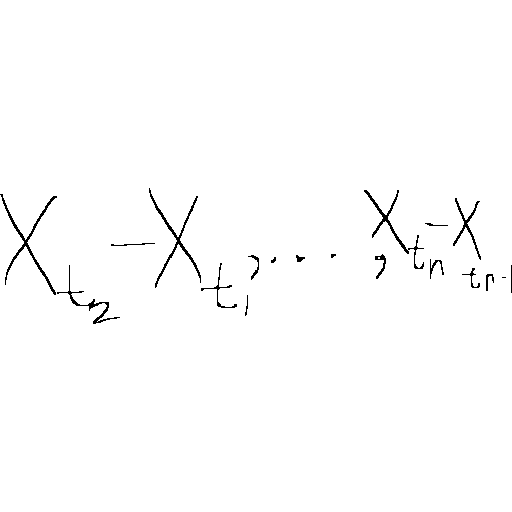 X_{t_2} - X_{t_1}, ..., X_{t_n} - X_{t_{n-1}}